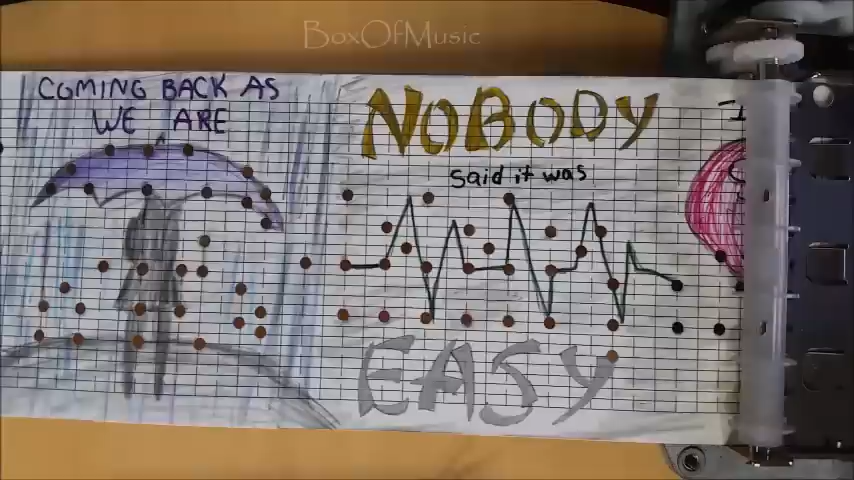 BoxOfMusic
COMING BACK AS
WE ARE
NOBODY
said it was
EASY